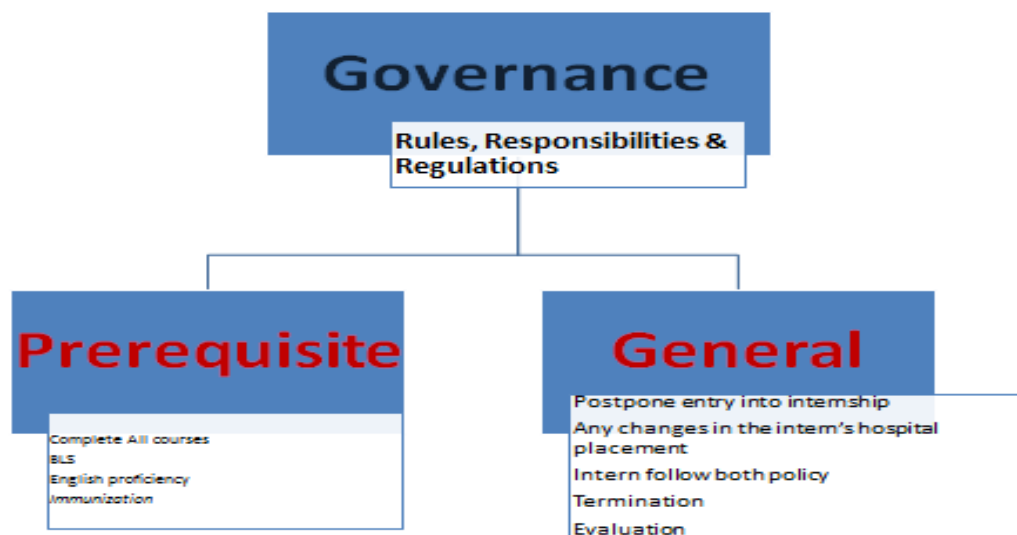 Governance
Rules, Responsibilities &
Regulations
Prerequisite
Complete All courses
BLS
English proficiency
Immunization
General
Postpone entry into internship
Any changes in the intern's hospital
placement
Intern follow both policy
Termination
Evaluation